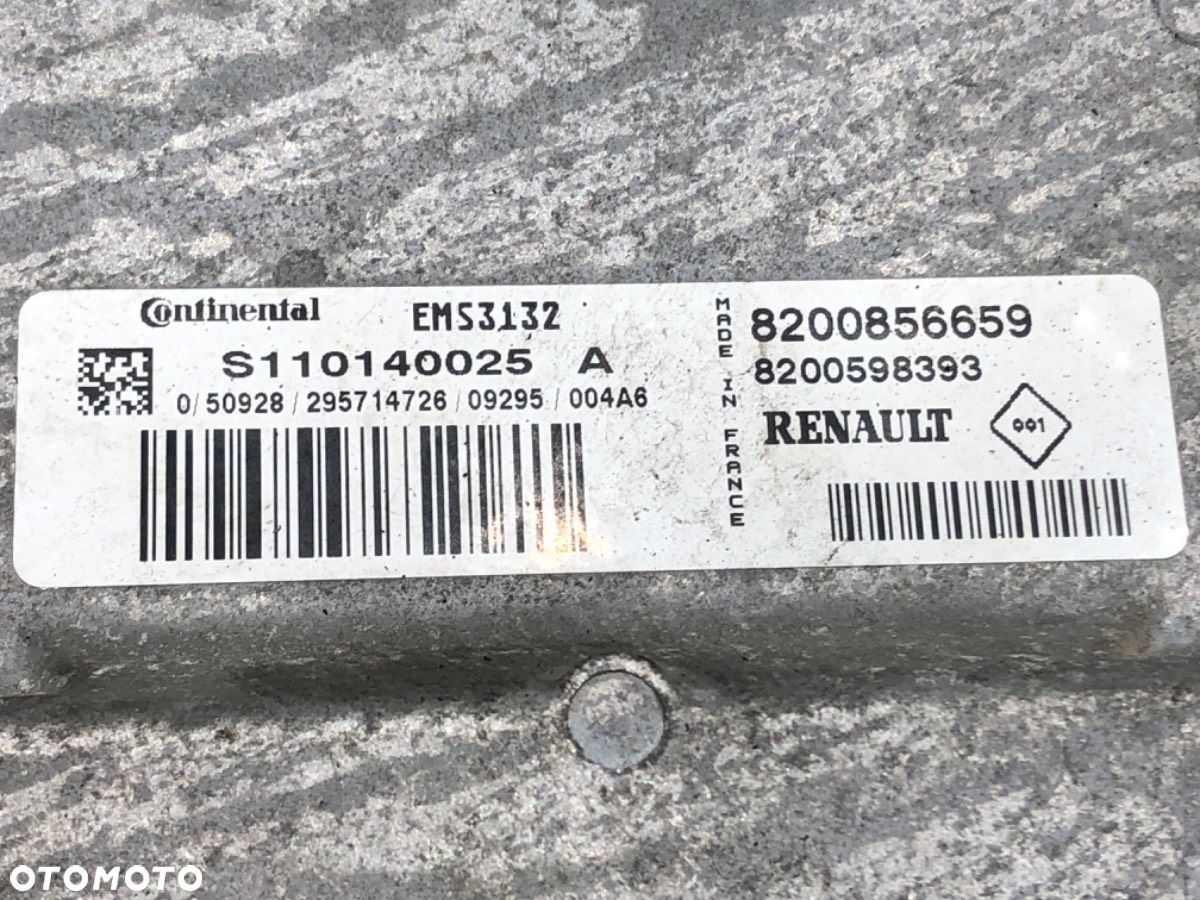 Continental EMS3132
S110140025 A
0/50928/295714726/09295/004A6
MADE IN FRANCE
8200856659
8200598393
RENAULT 001
OTOMOTO